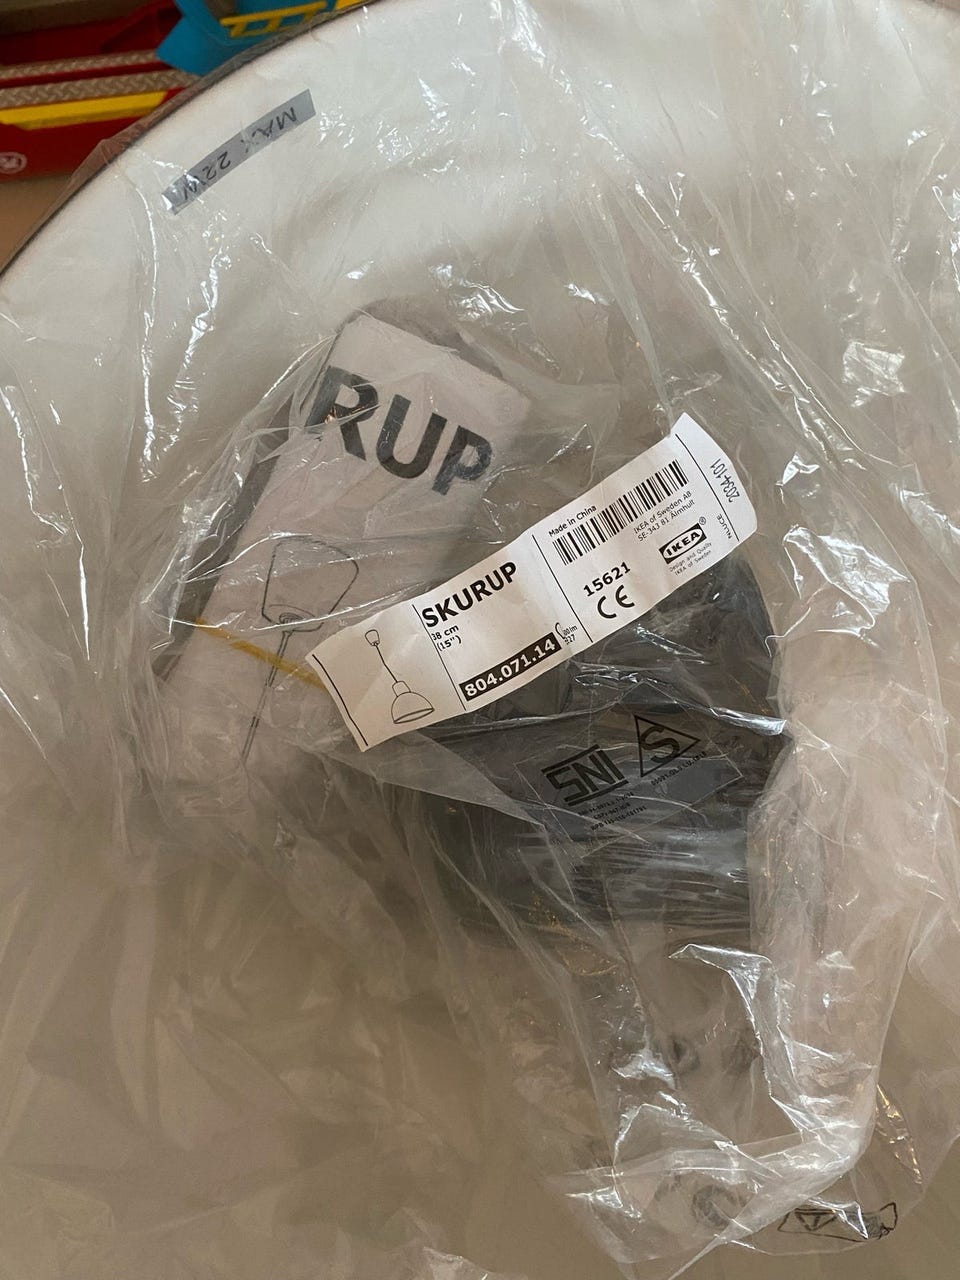 MAX 22W
RUP
SKURUP
38 cm
(15")
804.071.14
Made in China
IKEA of Sweden AB
SE-343 81 Älmhult
15621
CE
IKEA®
Design and Quality
IKEA of Sweden
2034101
SNI
S